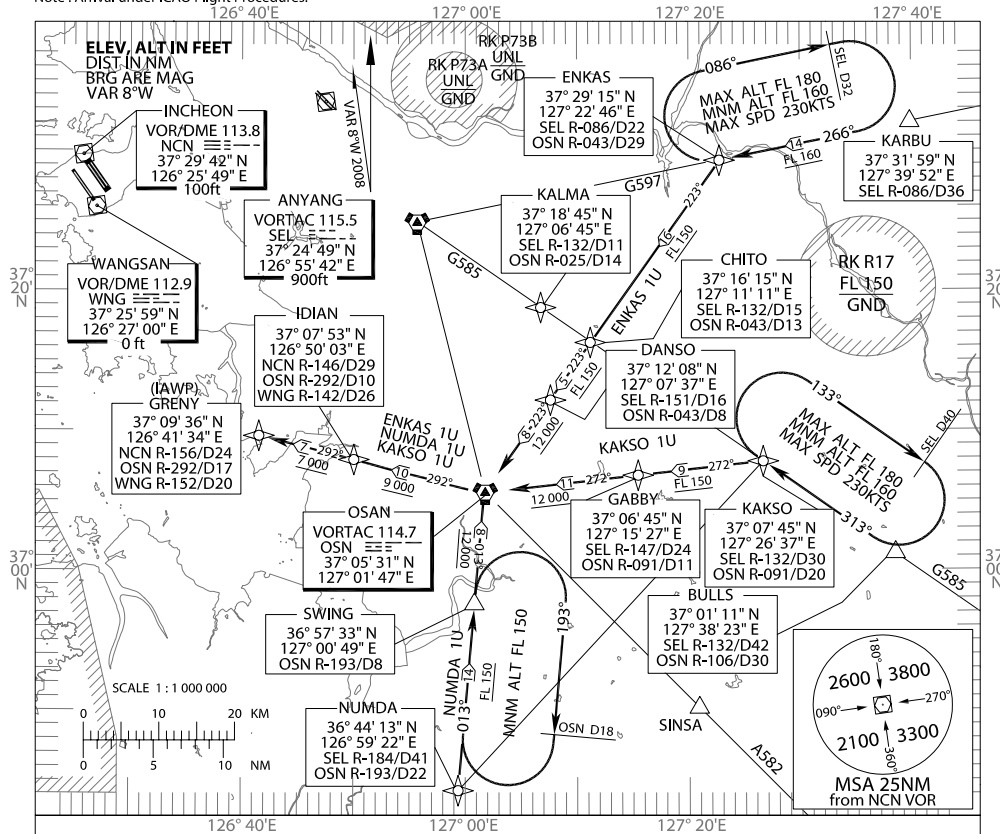 Note : Arrival under ICAO Flight Procedures.
126° 40'E
127° 00'E
127° 20'E
127° 40'E
ELEV, ALT IN FEET
DIST IN NM
BRG ARE MAG
VAR 8°W
VAR 8°W 2008
RK P73B
UNL
GND
RK P73A
UNL
GND
INCHEON
VOR/DME 113.8
NCN
37° 29' 42" N
126° 25' 49" E
100ft
WANGSAN
VOR/DME 112.9
WNG
37° 25' 59" N
126° 27' 00" E
0 ft
ANYANG
VORTAC 115.5
SEL
37° 24' 49" N
126° 55' 42" E
900ft
ENKAS
37° 29' 15" N
127° 22' 46" E
SEL R-086/D22
OSN R-043/D29
086°
SEL D32
MAX ALT FL 180
MNM ALT FL 160
MAX SPD 230KTS
14
266°
FL 160
KARBU
37° 31' 59" N
127° 39' 52" E
SEL R-086/D36
G597
G585
KALMA
37° 18' 45" N
127° 06' 45" E
SEL R-132/D11
OSN R-025/D14
223°
16
FL 150
ENKAS 1U
CHITO
37° 16' 15" N
127° 11' 11" E
SEL R-132/D15
OSN R-043/D13
RK R17
FL 150
GND
37°
20'
N
37°
20'
N
IDIAN
37° 07' 53" N
126° 50' 03" E
NCN R-146/D29
OSN R-292/D10
WNG R-142/D26
5-223°
FL 150
DANSO
37° 12' 08" N
127° 07' 37" E
SEL R-151/D16
OSN R-043/D8
8-223°
12 000
(IAWP)
GRENY
37° 09' 36" N
126° 41' 34" E
NCN R-156/D24
OSN R-292/D17
WNG R-152/D20
ENKAS 1U
NUMDA 1U
KAKSO 1U
7
292°
7 000
10
292°
9 000
KAKSO 1U
11
272°
12 000
9
272°
FL 150
133°
SEL D40
MAX ALT FL 180
MNM ALT FL 160
MAX SPD 230KTS
313°
OSAN
VORTAC 114.7
OSN
37° 05' 31" N
127° 01' 47" E
GABBY
37° 06' 45" N
127° 15' 27" E
SEL R-147/D24
OSN R-091/D11
KAKSO
37° 07' 45" N
127° 26' 37" E
SEL R-132/D30
OSN R-091/D20
37°
00'
N
37°
00'
N
G585
8-013°
12 000
SWING
36° 57' 33" N
127° 00' 49" E
OSN R-193/D8
BULLS
37° 01' 11" N
127° 38' 23" E
SEL R-132/D42
OSN R-106/D30
NUMDA 1U
013°
14
FL 150
MNM ALT FL 150
193°
OSN D18
SCALE 1 : 1 000 000
0 10 20 KM
0 5 10 NM
NUMDA
36° 44' 13" N
126° 59' 22" E
SEL R-184/D41
OSN R-193/D22
SINSA
A582
180°
2600
3800
090°
270°
2100
3300
360°
MSA 25NM
from NCN VOR
126° 40'E
127° 00'E
127° 20'E